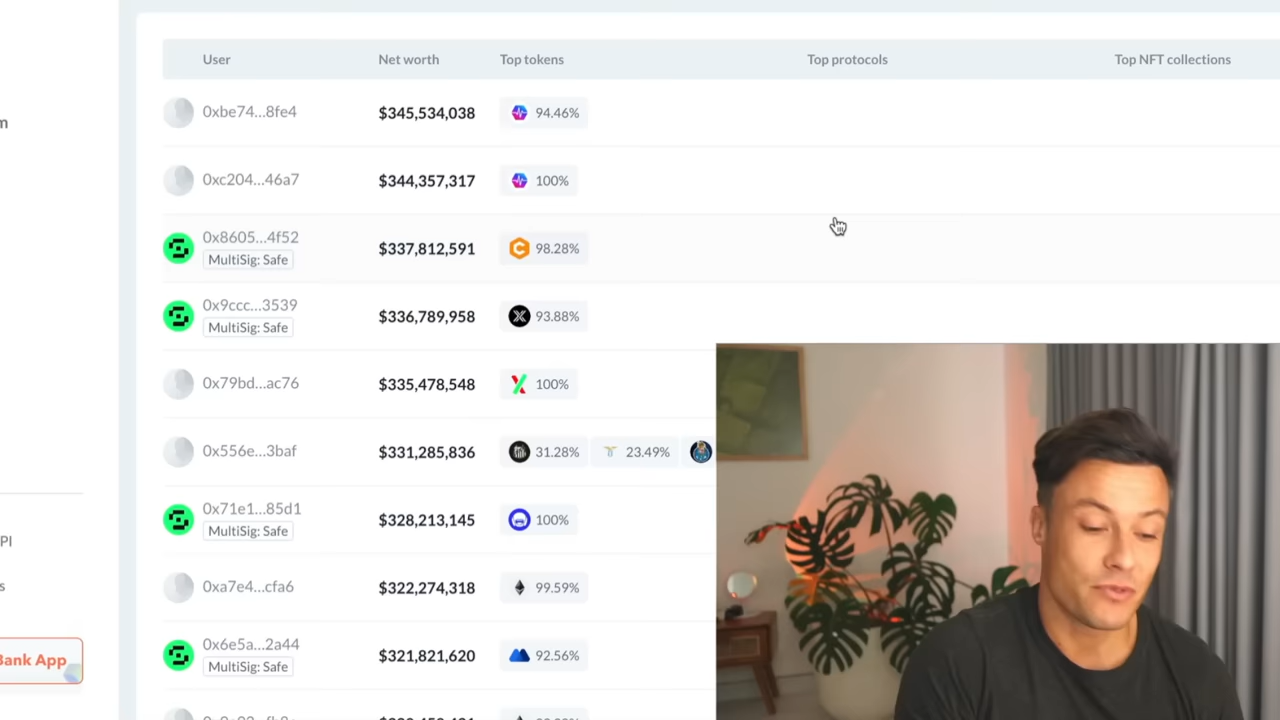 User Net worth Top tokens Top protocols Top NFT collections
0xbe74...8fe4 $345,534,038 94.46%
m
0xc204...46a7 $344,357,317 100%
0x8605...4f52 $337,812,591 98.28%
MultiSig: Safe
0x9ccc...3539 $336,789,958 93.88%
MultiSig: Safe
0x79bd...ac76 $335,478,548 100%
0x556e...3baf $331,285,836 31.28% 23.49%
0x71e1...85d1 $328,213,145 100%
MultiSig: Safe
PI
0xa7e4...cfa6 $322,274,318 99.59%
s
0x6e5a...2a44 $321,821,620 92.56%
MultiSig: Safe
Bank App